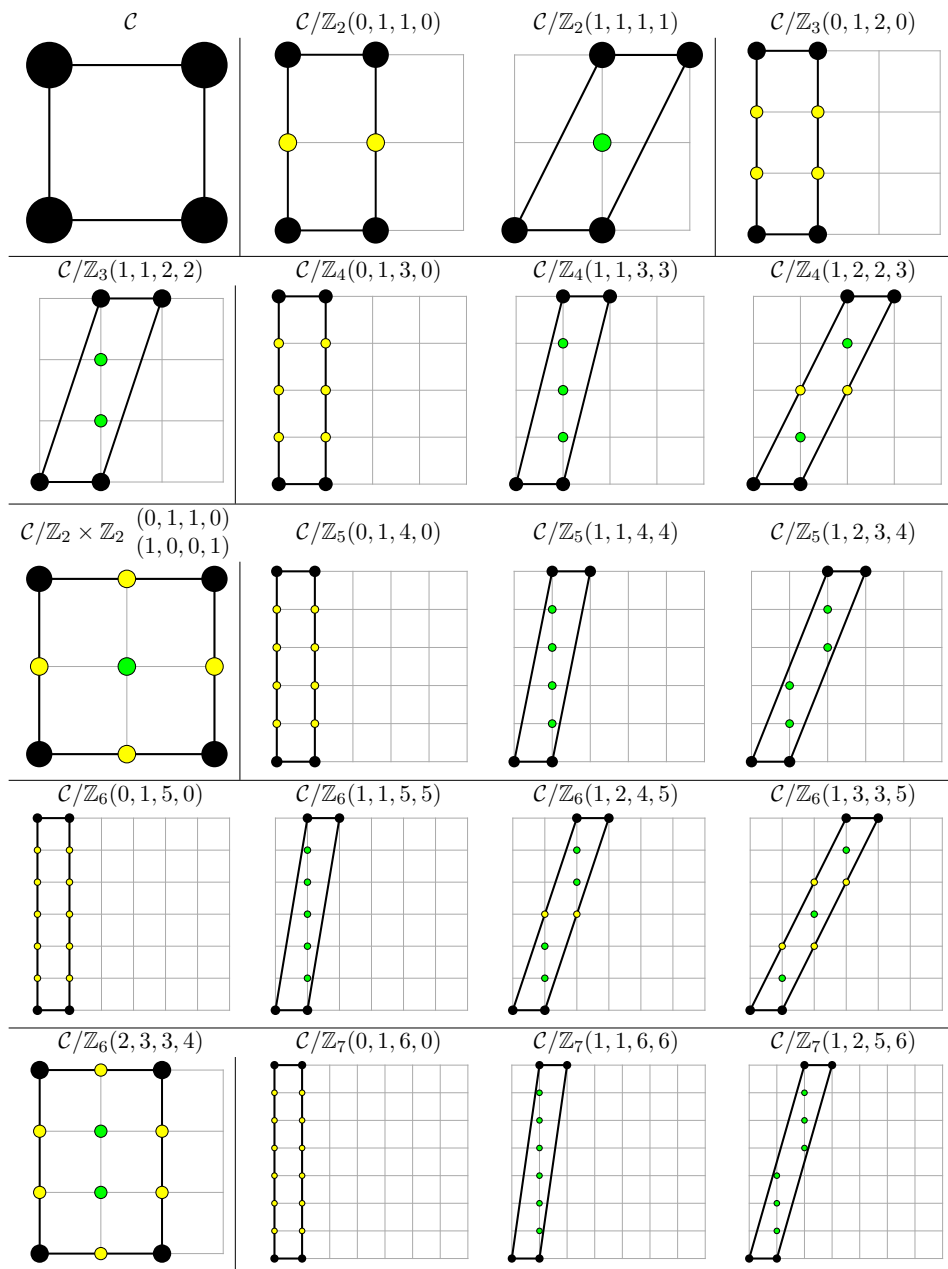 𝒞
𝒞/ℤ₂(0,1,1,0)
𝒞/ℤ₂(1,1,1,1)
𝒞/ℤ₃(0,1,2,0)
𝒞/ℤ₃(1,1,2,2)
𝒞/ℤ₄(0,1,3,0)
𝒞/ℤ₄(1,1,3,3)
𝒞/ℤ₄(1,2,2,3)
𝒞/ℤ₂ × ℤ₂ (0,1,1,0)
(1,0,0,1)
𝒞/ℤ₅(0,1,4,0)
𝒞/ℤ₅(1,1,4,4)
𝒞/ℤ₅(1,2,3,4)
𝒞/ℤ₆(0,1,5,0)
𝒞/ℤ₆(1,1,5,5)
𝒞/ℤ₆(1,2,4,5)
𝒞/ℤ₆(1,3,3,5)
𝒞/ℤ₆(2,3,3,4)
𝒞/ℤ₇(0,1,6,0)
𝒞/ℤ₇(1,1,6,6)
𝒞/ℤ₇(1,2,5,6)